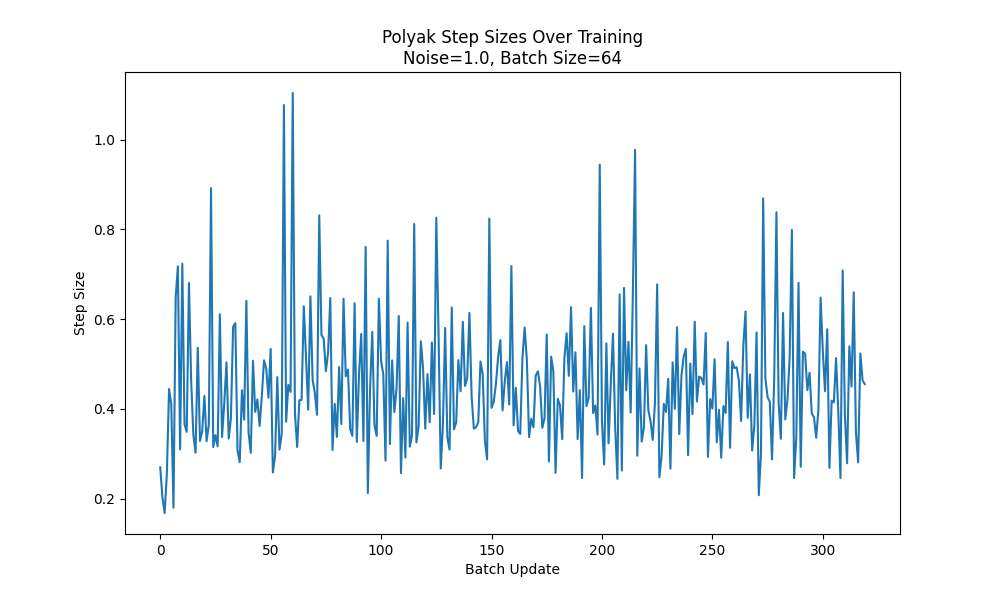 Polyak Step Sizes Over Training
Noise=1.0, Batch Size=64
Step Size
1.0
0.8
0.6
0.4
0.2
0 50 100 150 200 250 300
Batch Update